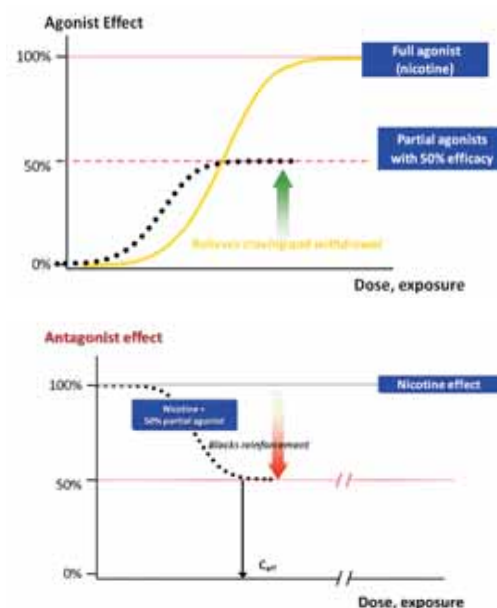 Agonist Effect
100%
Full agonist
(nicotine)
Partial agonists
with 50% efficacy
50%
Relieves craving and withdrawal
0%
Dose, exposure
Antagonist effect
100%
Nicotine effect
Nicotine +
50% partial agonist
Blocks reinforcement
50%
Ceff
0%
Dose, exposure